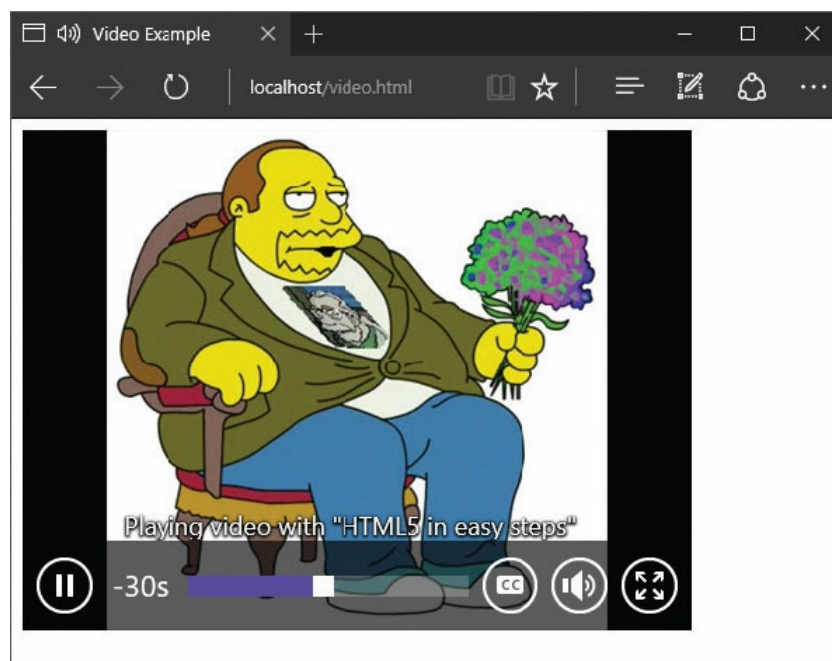 Video Example
localhost/video.html
Playing video with "HTML5 in easy steps"
-30s
CC